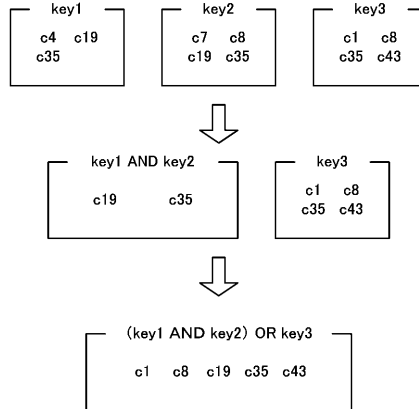 key1 key2 key3
c4 c19 c7 c8 c1 c8
c35 c19 c35 c35 c43
key1 AND key2 key3
c19 c35 c1 c8
c35 c43
(key1 AND key2) OR key3
c1 c8 c19 c35 c43